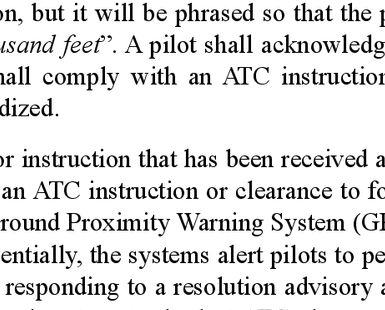 on, but it will be phrased so that the p
usand feet”. A pilot shall acknowledg
hall comply with an ATC instruction
dized.
or instruction that has been received a
an ATC instruction or clearance to fo
round Proximity Warning System (GP
entially, the systems alert pilots to pe
responding to a resolution advisory a